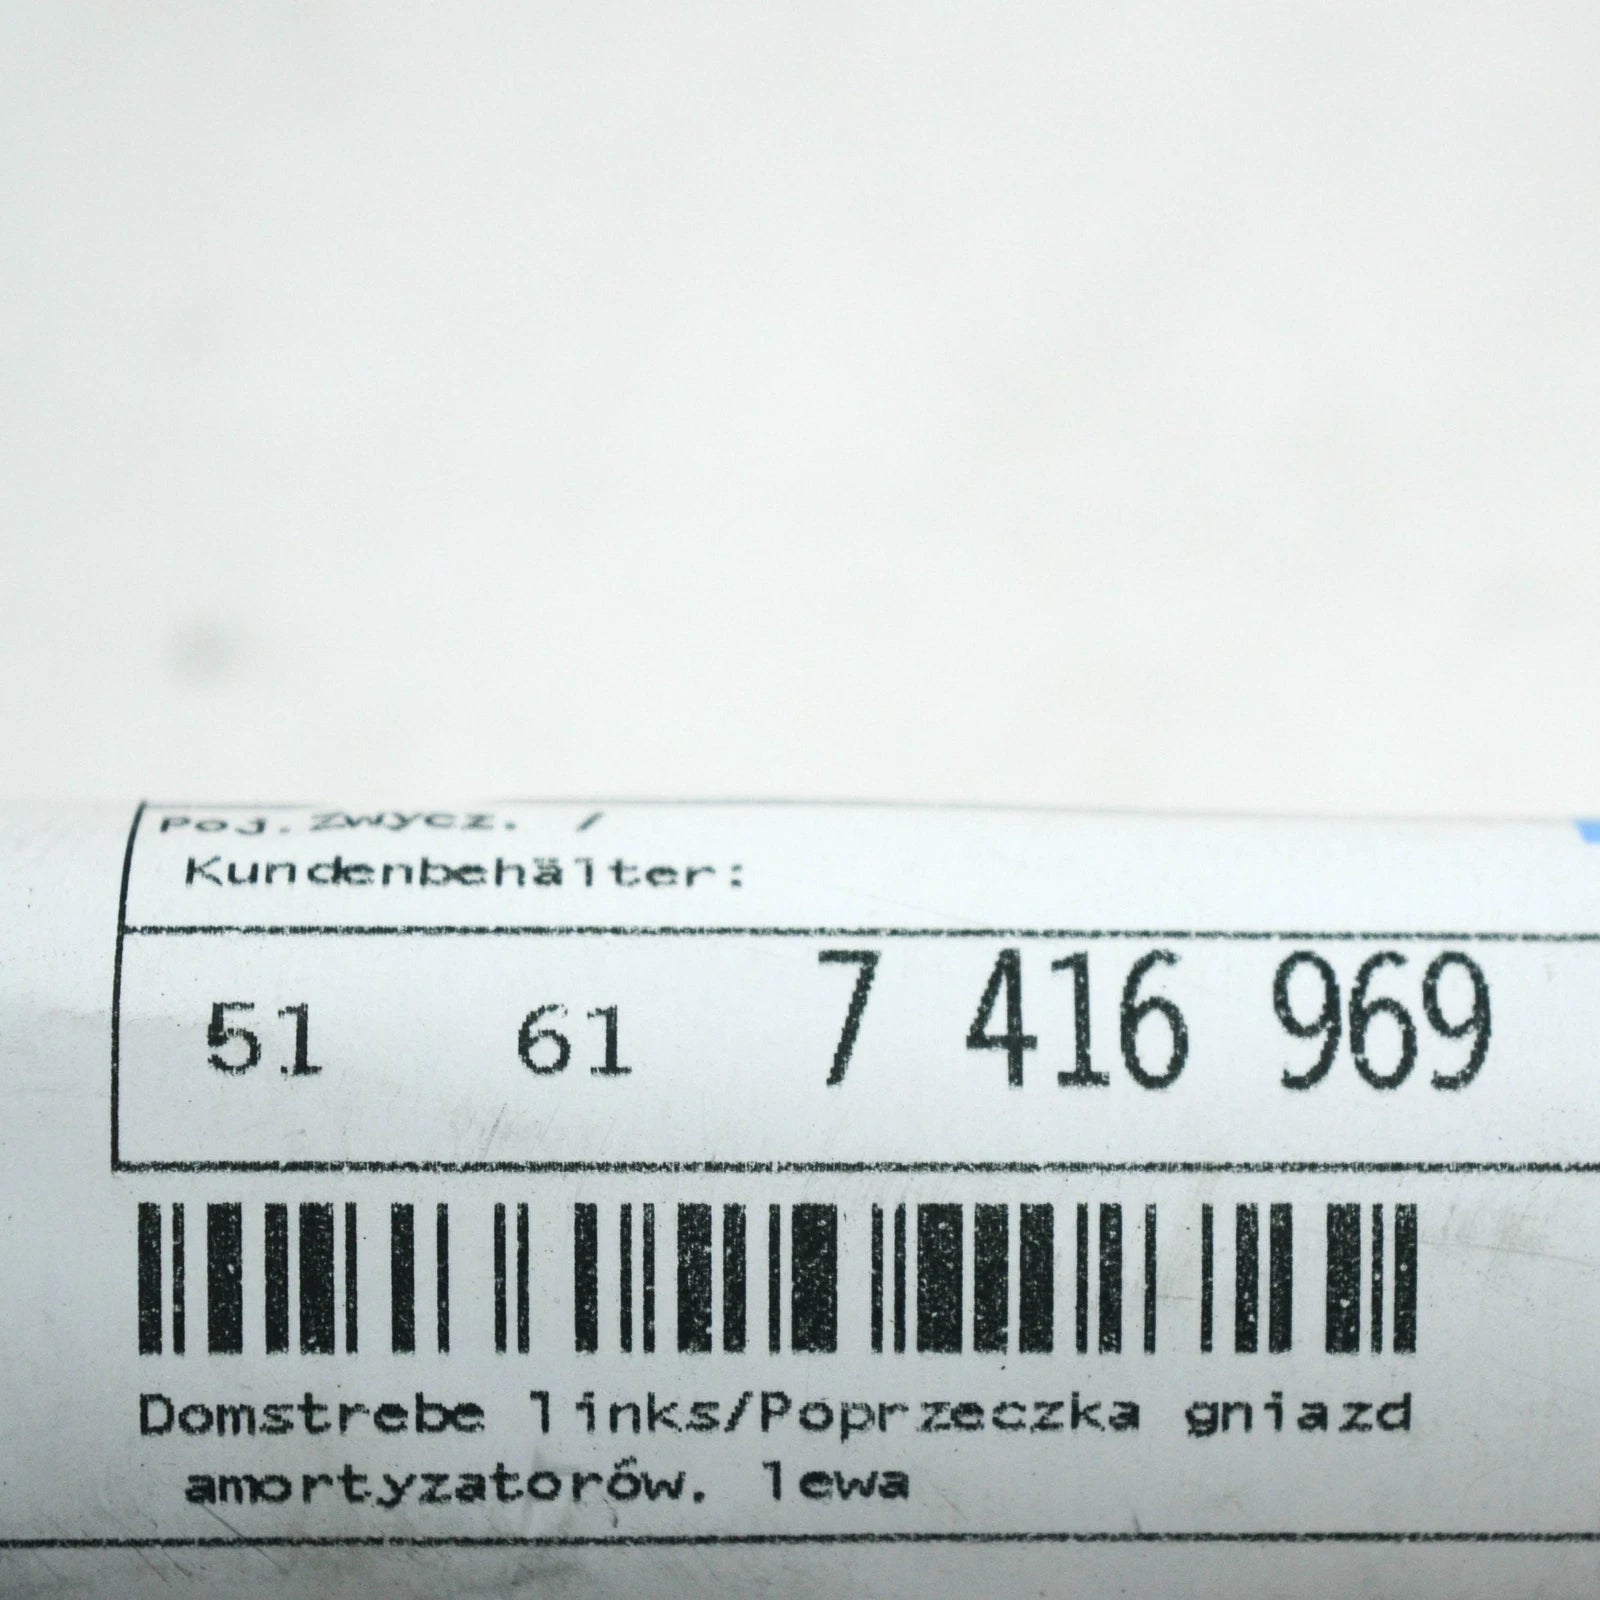 Poj.Zwycz. /
Kundenbehälter:
51 61 7 416 969
Domstrebe links/Poprzeczka gniazd
amortyzatorów. lewa